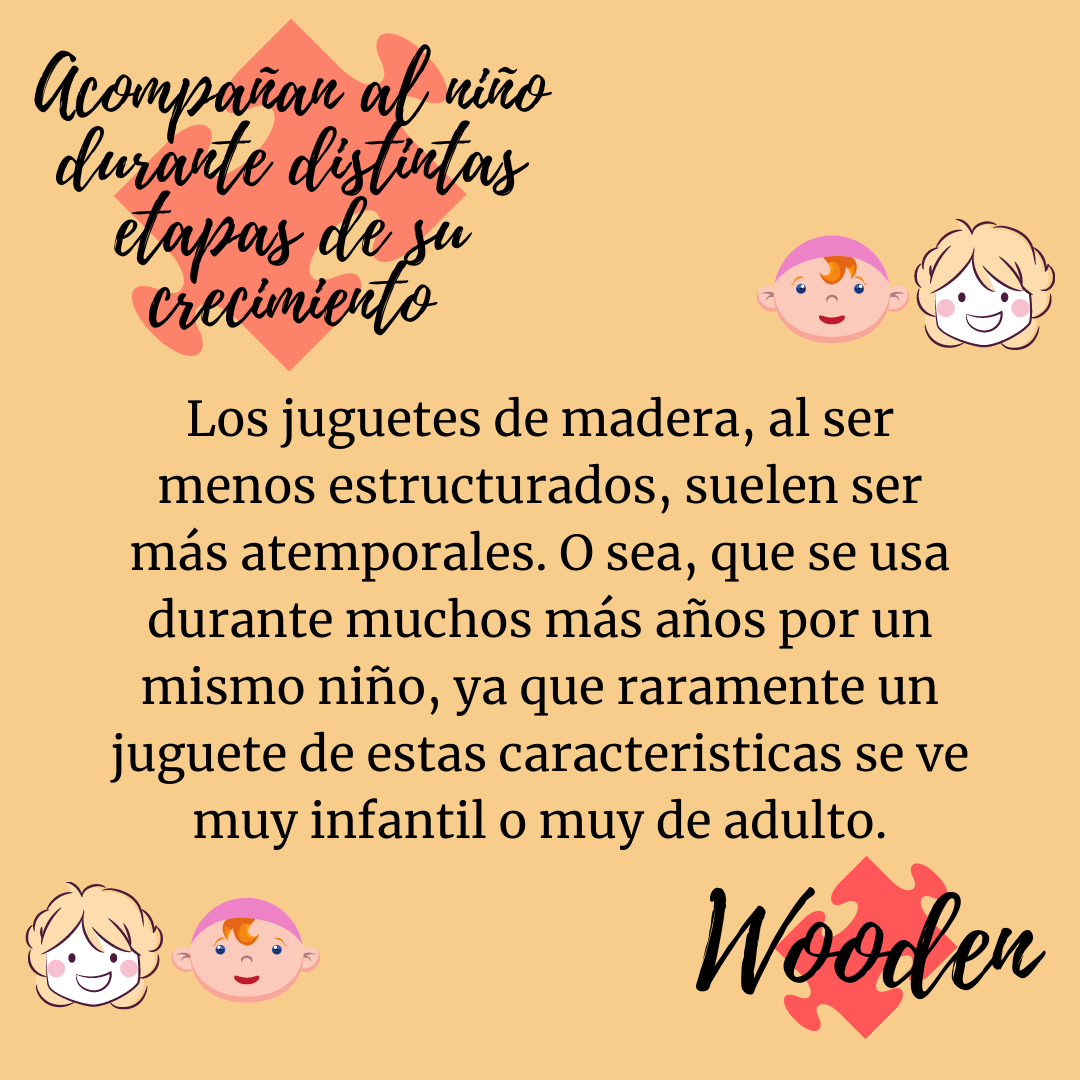 Acompañan al niño
durante distintas
etapas de su
crecimiento
Los juguetes de madera, al ser
menos estructurados, suelen ser
más atemporales. O sea, que se usa
durante muchos más años por un
mismo niño, ya que raramente un
juguete de estas caracteristicas se ve
muy infantil o muy de adulto.
Wooden